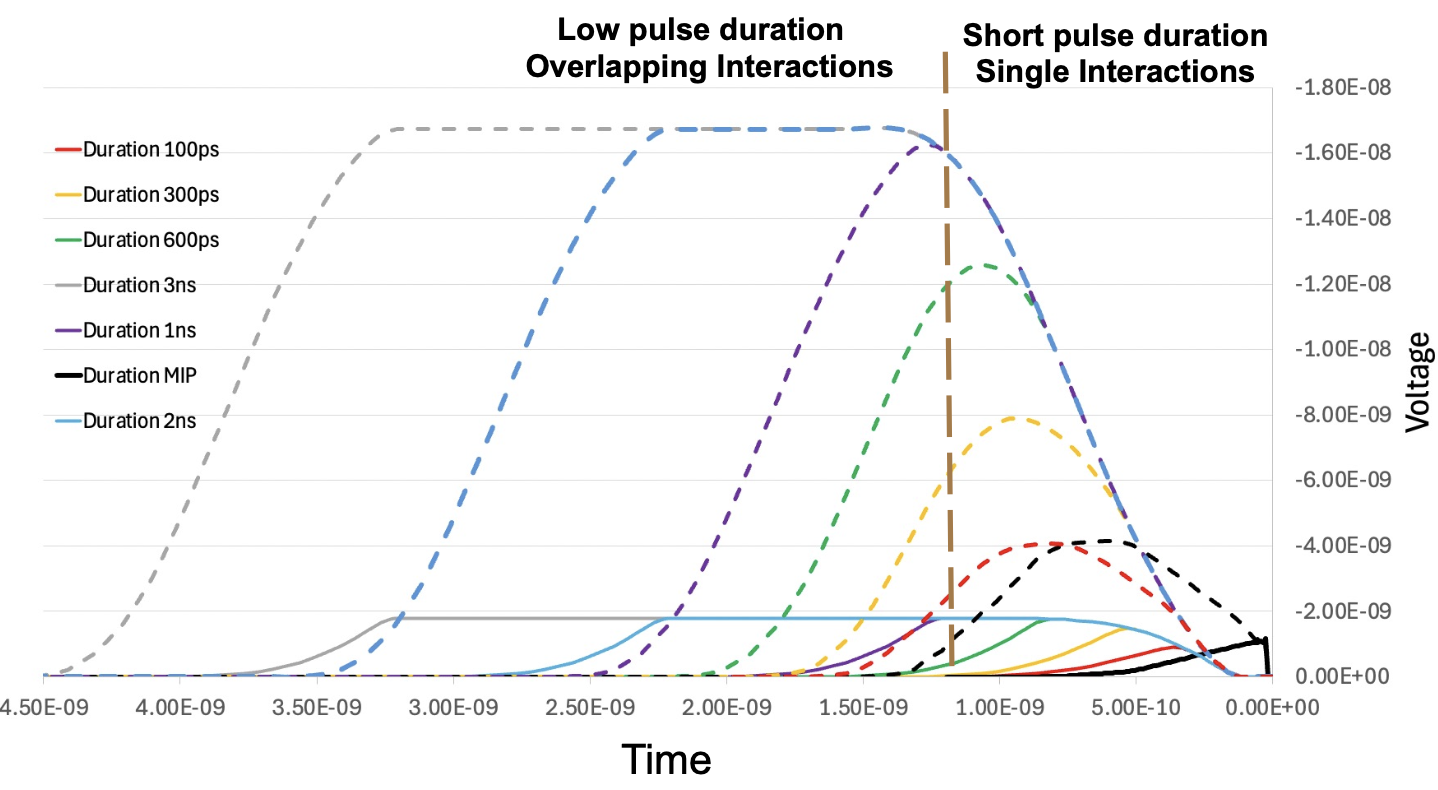 Low pulse duration
Overlapping Interactions
Short pulse duration
Single Interactions
-1.80E-08
-1.60E-08
-1.40E-08
-1.20E-08
-1.00E-08
-8.00E-09
-6.00E-09
-4.00E-09
-2.00E-09
0.00E+00
Voltage
Duration 100ps
Duration 300ps
Duration 600ps
Duration 3ns
Duration 1ns
Duration MIP
Duration 2ns
4.50E-09 4.00E-09 3.50E-09 3.00E-09 2.50E-09 2.00E-09 1.50E-09 1.00E-09 5.00E-10 0.00E+00
Time